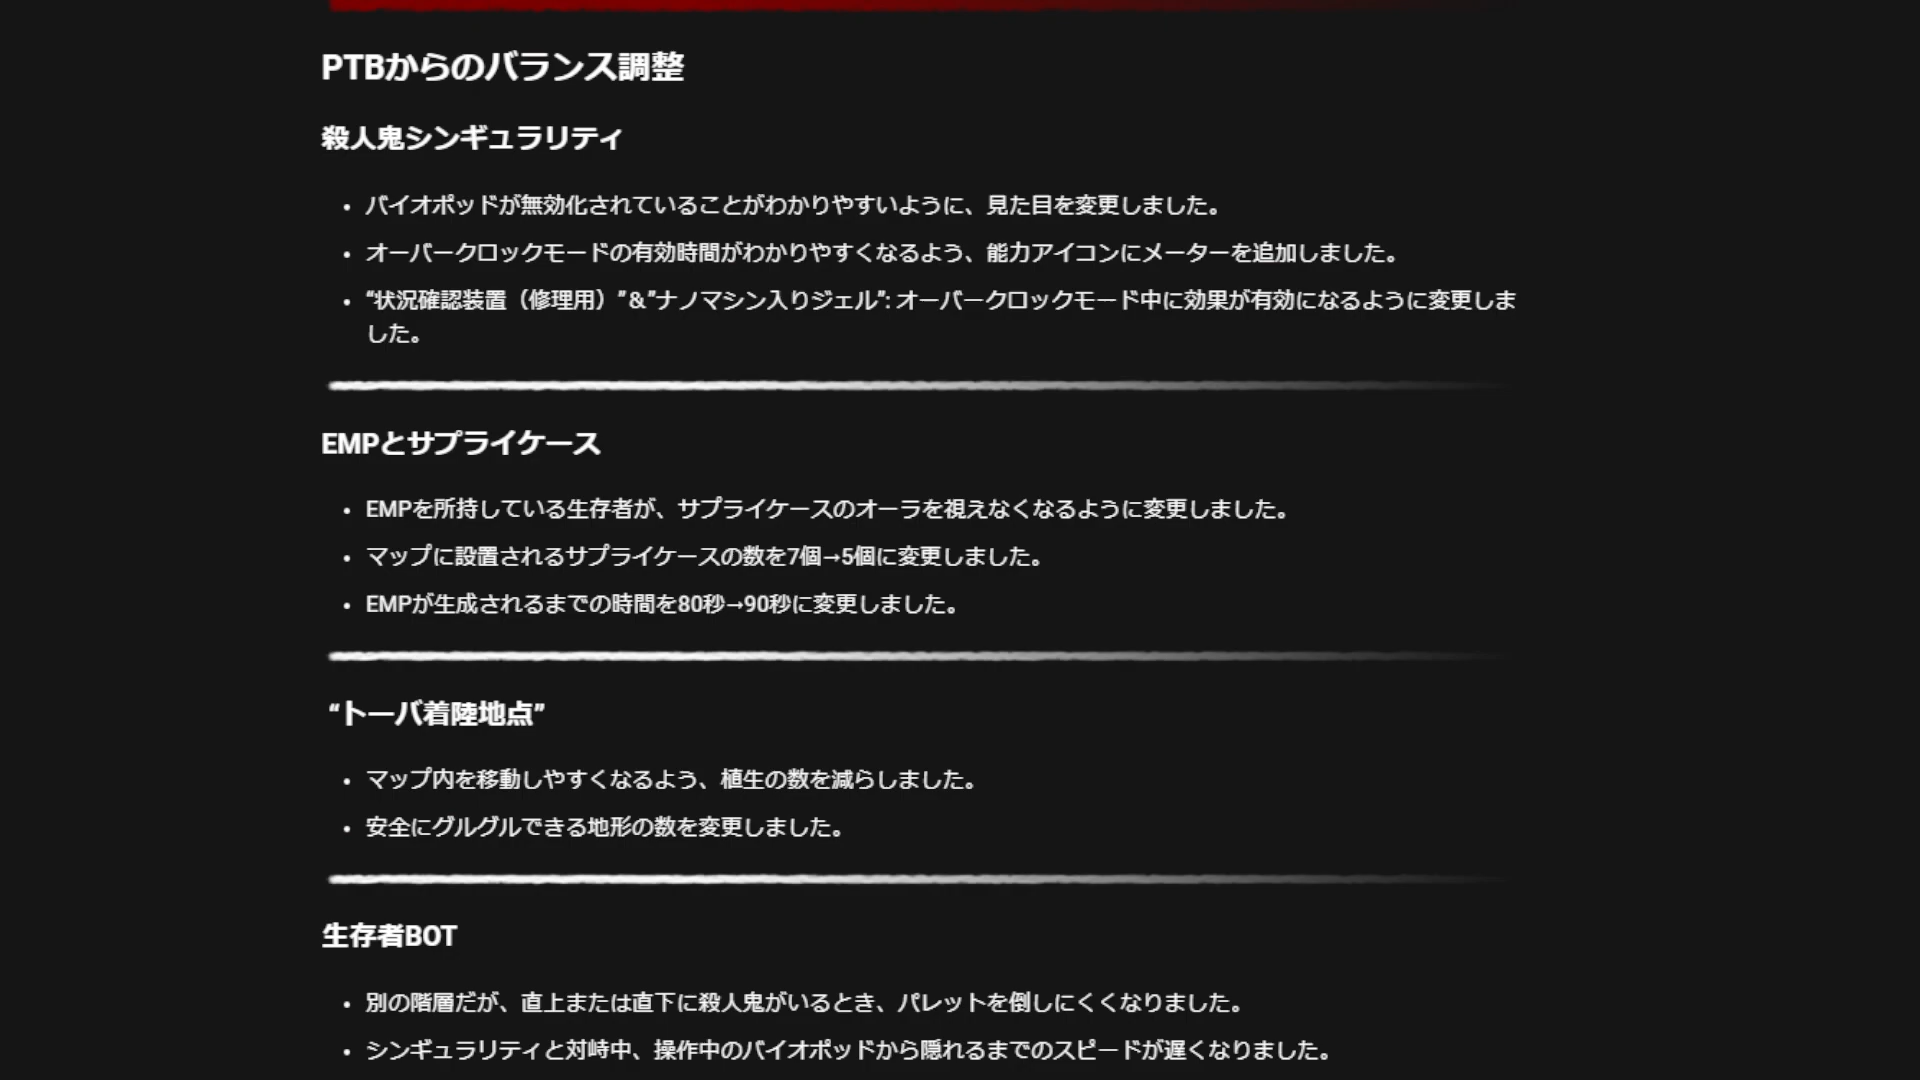 PTBからのバランス調整
殺人鬼シンギュラリティ
• バイオポッドが無効化されていることがわかりやすいように、見た目を変更しました。
• オーバークロックモードの有効時間がわかりやすくなるよう、能力アイコンにメーターを追加しました。
• “状況確認装置（修理用）”＆”ナノマシン入りジェル”: オーバークロックモード中に効果が有効になるように変更しま
した。
EMPとサプライケース
• EMPを所持している生存者が、サプライケースのオーラを視えなくなるように変更しました。
• マップに設置されるサプライケースの数を7個→5個に変更しました。
• EMPが生成されるまでの時間を80秒→90秒に変更しました。
“トーバ着陸地点”
• マップ内を移動しやすくなるよう、植生の数を減らしました。
• 安全にグルグルできる地形の数を変更しました。
生存者BOT
• 別の階層だが、直上または直下に殺人鬼がいるとき、パレットを倒しにくくなりました。
• シンギュラリティと対峙中、操作中のバイオポッドから隠れるまでのスピードが遅くなりました。